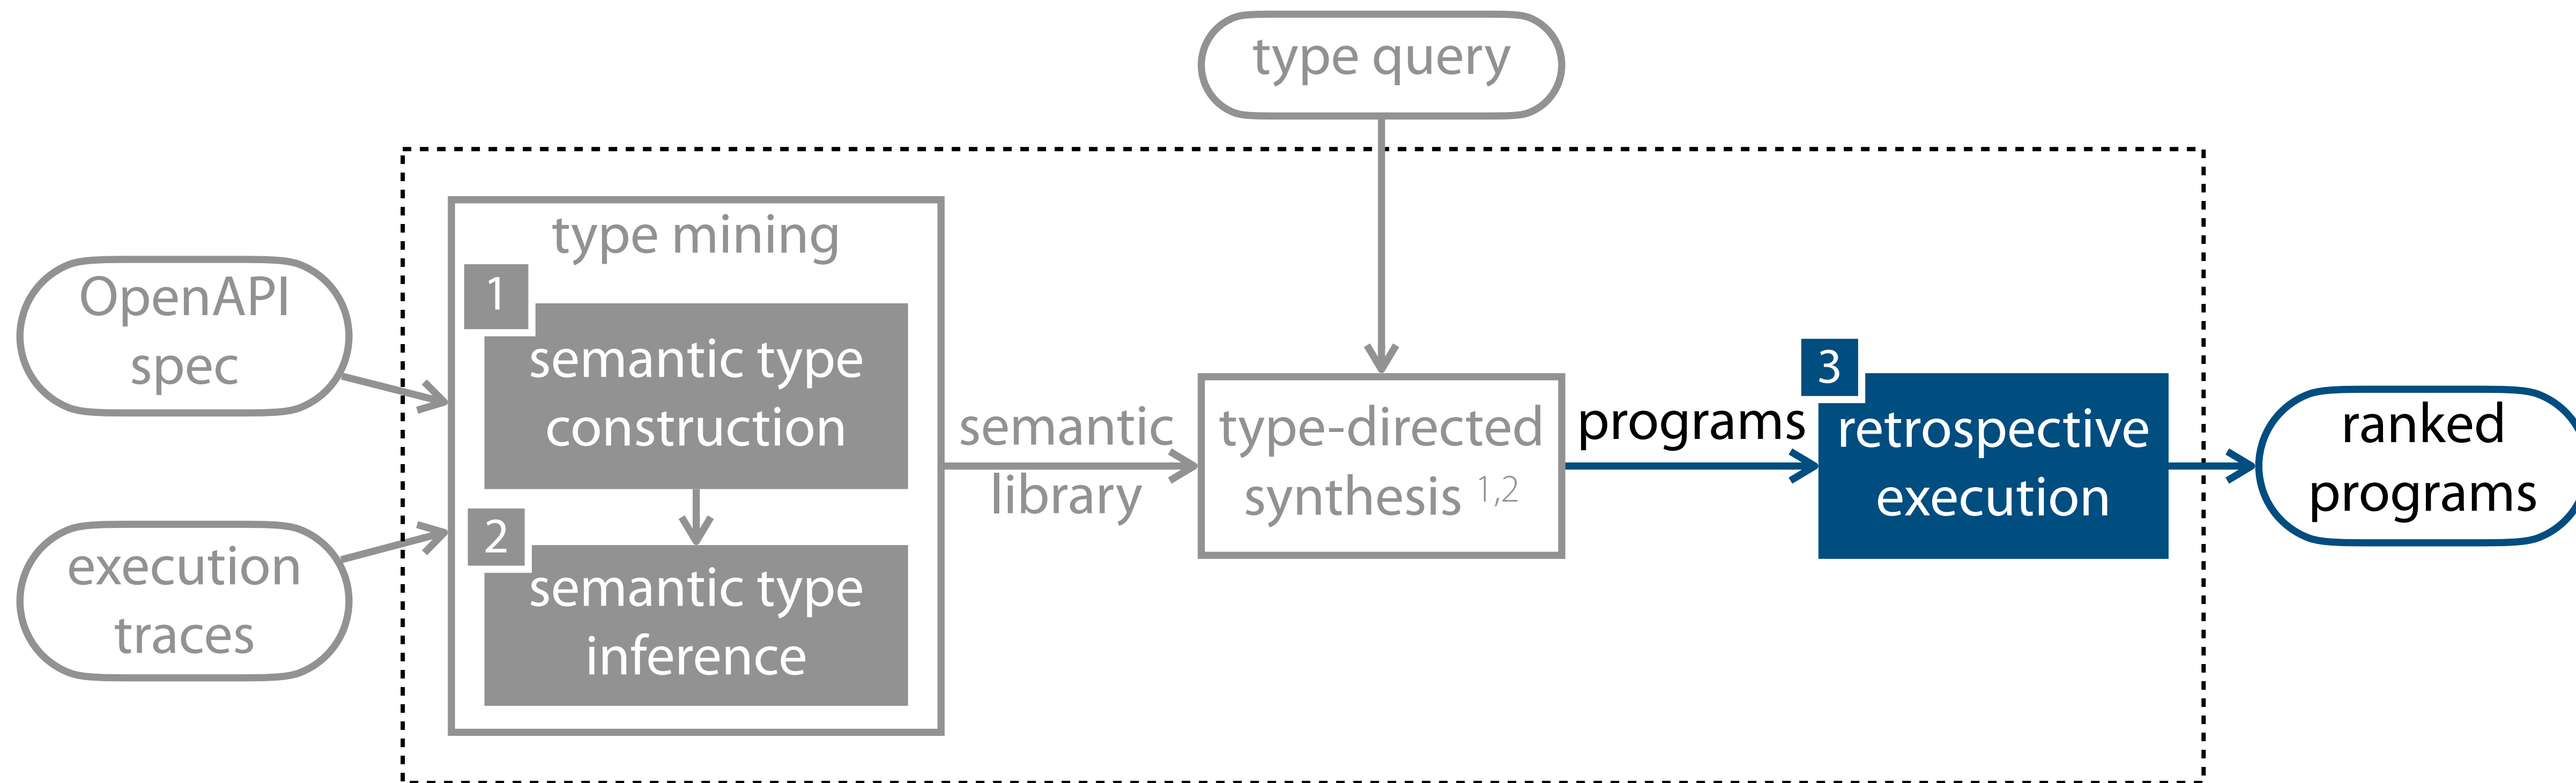 type query
type mining
OpenAPI
spec
1
semantic type
construction
2
semantic type
inference
execution
traces
semantic
library
type-directed
synthesis 1,2
programs
3
retrospective
execution
ranked
programs